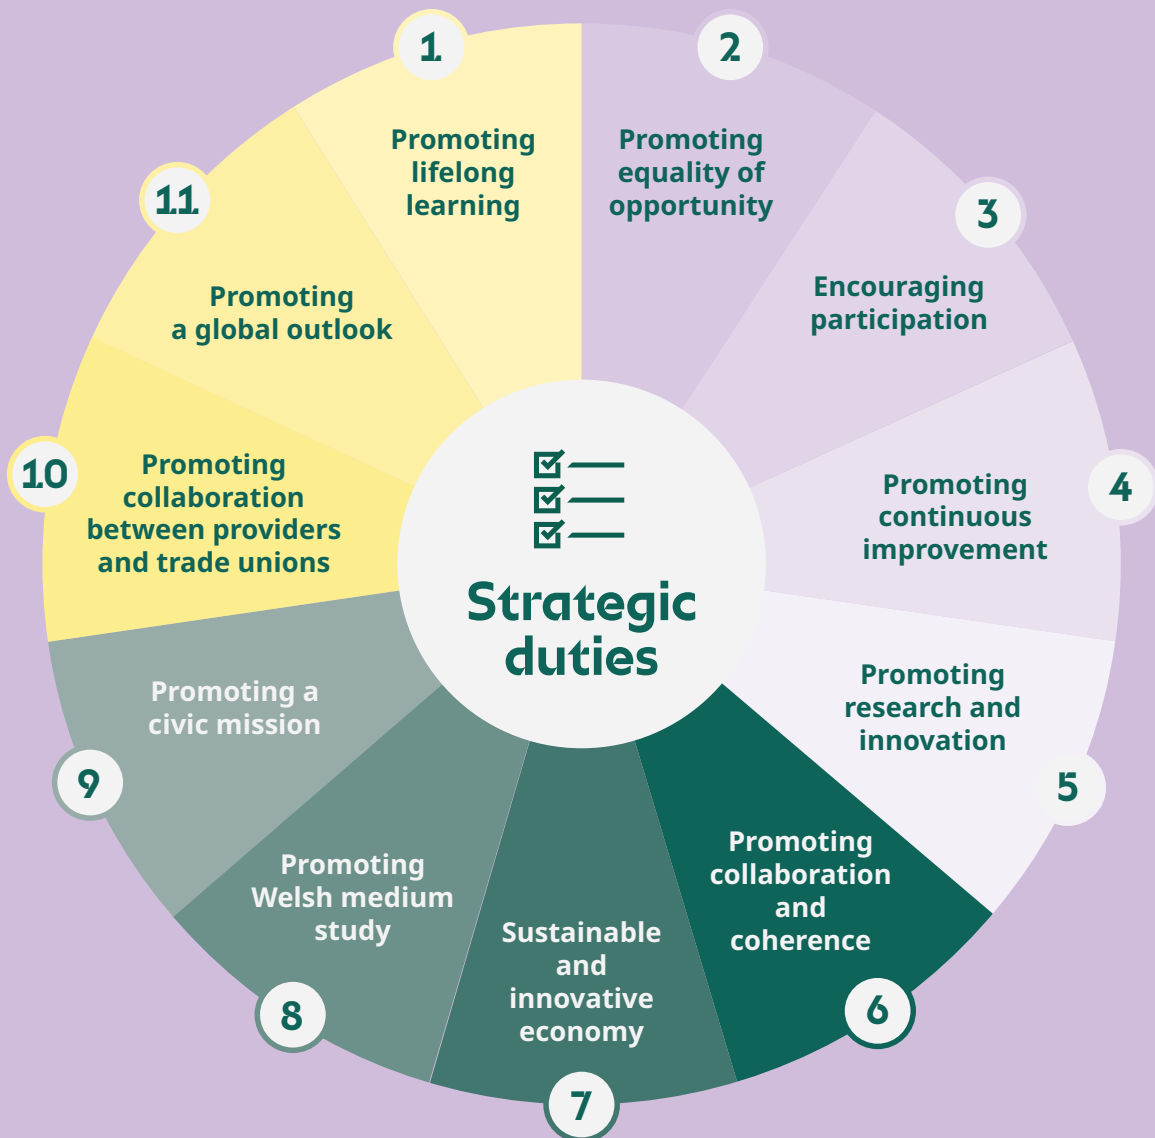 Strategic
duties
1
Promoting
lifelong
learning
2
Promoting
equality of
opportunity
3
Encouraging
participation
4
Promoting
continuous
improvement
5
Promoting
research and
innovation
6
Promoting
collaboration
and
coherence
7
Sustainable
and
innovative
economy
8
Promoting
Welsh medium
study
9
Promoting a
civic mission
10
Promoting
collaboration
between providers
and trade unions
11
Promoting
a global outlook